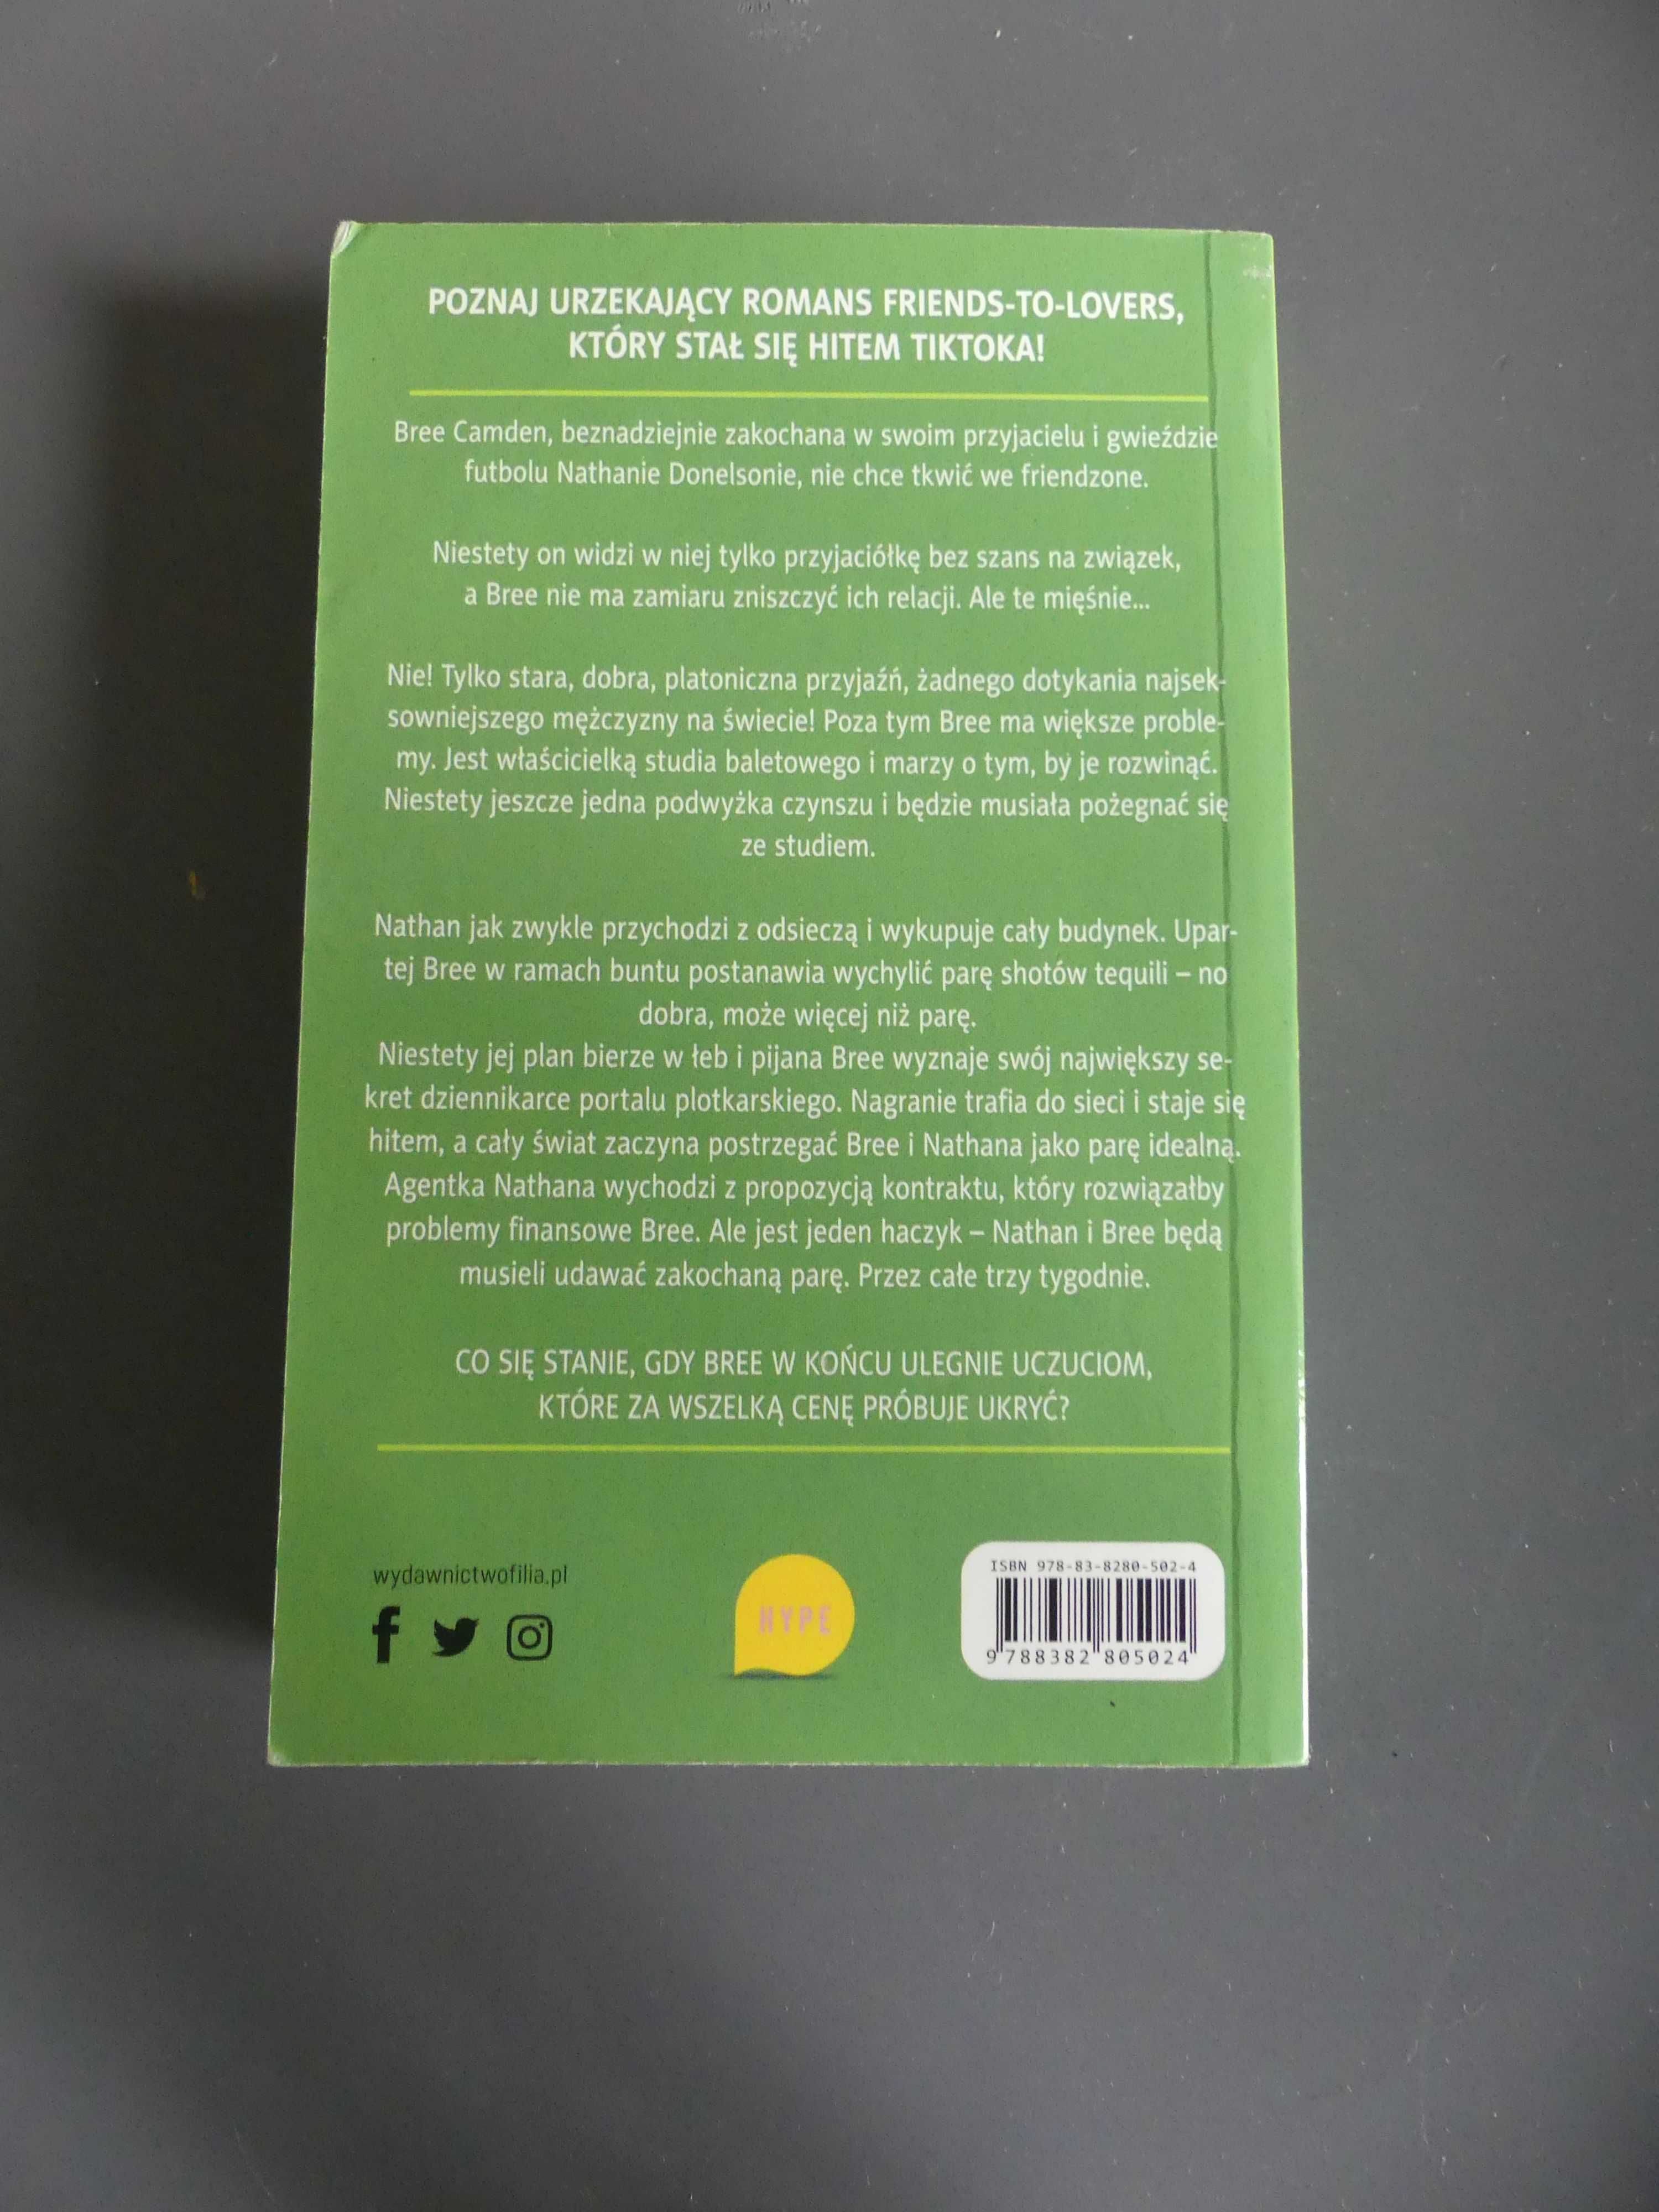 POZNAJ URZEKAJĄCY ROMANS FRIENDS-TO-LOVERS,
KTÓRY STAŁ SIĘ HITEM TIKTOKA!
Bree Camden, beznadziejnie zakochana w swoim przyjacielu i gwieździe
futbolu Nathanie Donelsonie, nie chce tkwić we friendzone.
Niestety on widzi w niej tylko przyjaciółkę bez szans na związek,
a Bree nie ma zamiaru zniszczyć ich relacji. Ale te mięśnie...
Nie! Tylko stara, dobra, platoniczna przyjaźń, żadnego dotykania najsek-
sowniejszego mężczyzny na świecie! Poza tym Bree ma większe proble-
my. Jest właścicielką studia baletowego i marzy o tym, by je rozwinąć.
Niestety jeszcze jedna podwyżka czynszu i będzie musiała pożegnać się
ze studiem.
Nathan jak zwykle przychodzi z odsieczą i wykupuje cały budynek. Upar-
tej Bree w ramach buntu postanawia wychylić parę shotów tequili – no
dobra, może więcej niż parę.
Niestety jej plan bierze w łeb i pijana Bree wyznaje swój największy se-
kret dziennikarce portalu plotkarskiego. Nagranie trafia do sieci i staje się
hitem, a cały świat zaczyna postrzegać Bree i Nathana jako parę idealną.
Agentka Nathana wychodzi z propozycją kontraktu, który rozwiązałby
problemy finansowe Bree. Ale jest jeden haczyk – Nathan i Bree będą
musieli udawać zakochaną parę. Przez całe trzy tygodnie.
CO SIĘ STANIE, GDY BREE W KOŃCU ULEGNIE UCZUCIOM,
KTÓRE ZA WSZELKĄ CENĘ PRÓBUJE UKRYĆ?
wydawnictwofilia.pl
HYPE
ISBN 978-83-8280-502-4
9 788382 805024